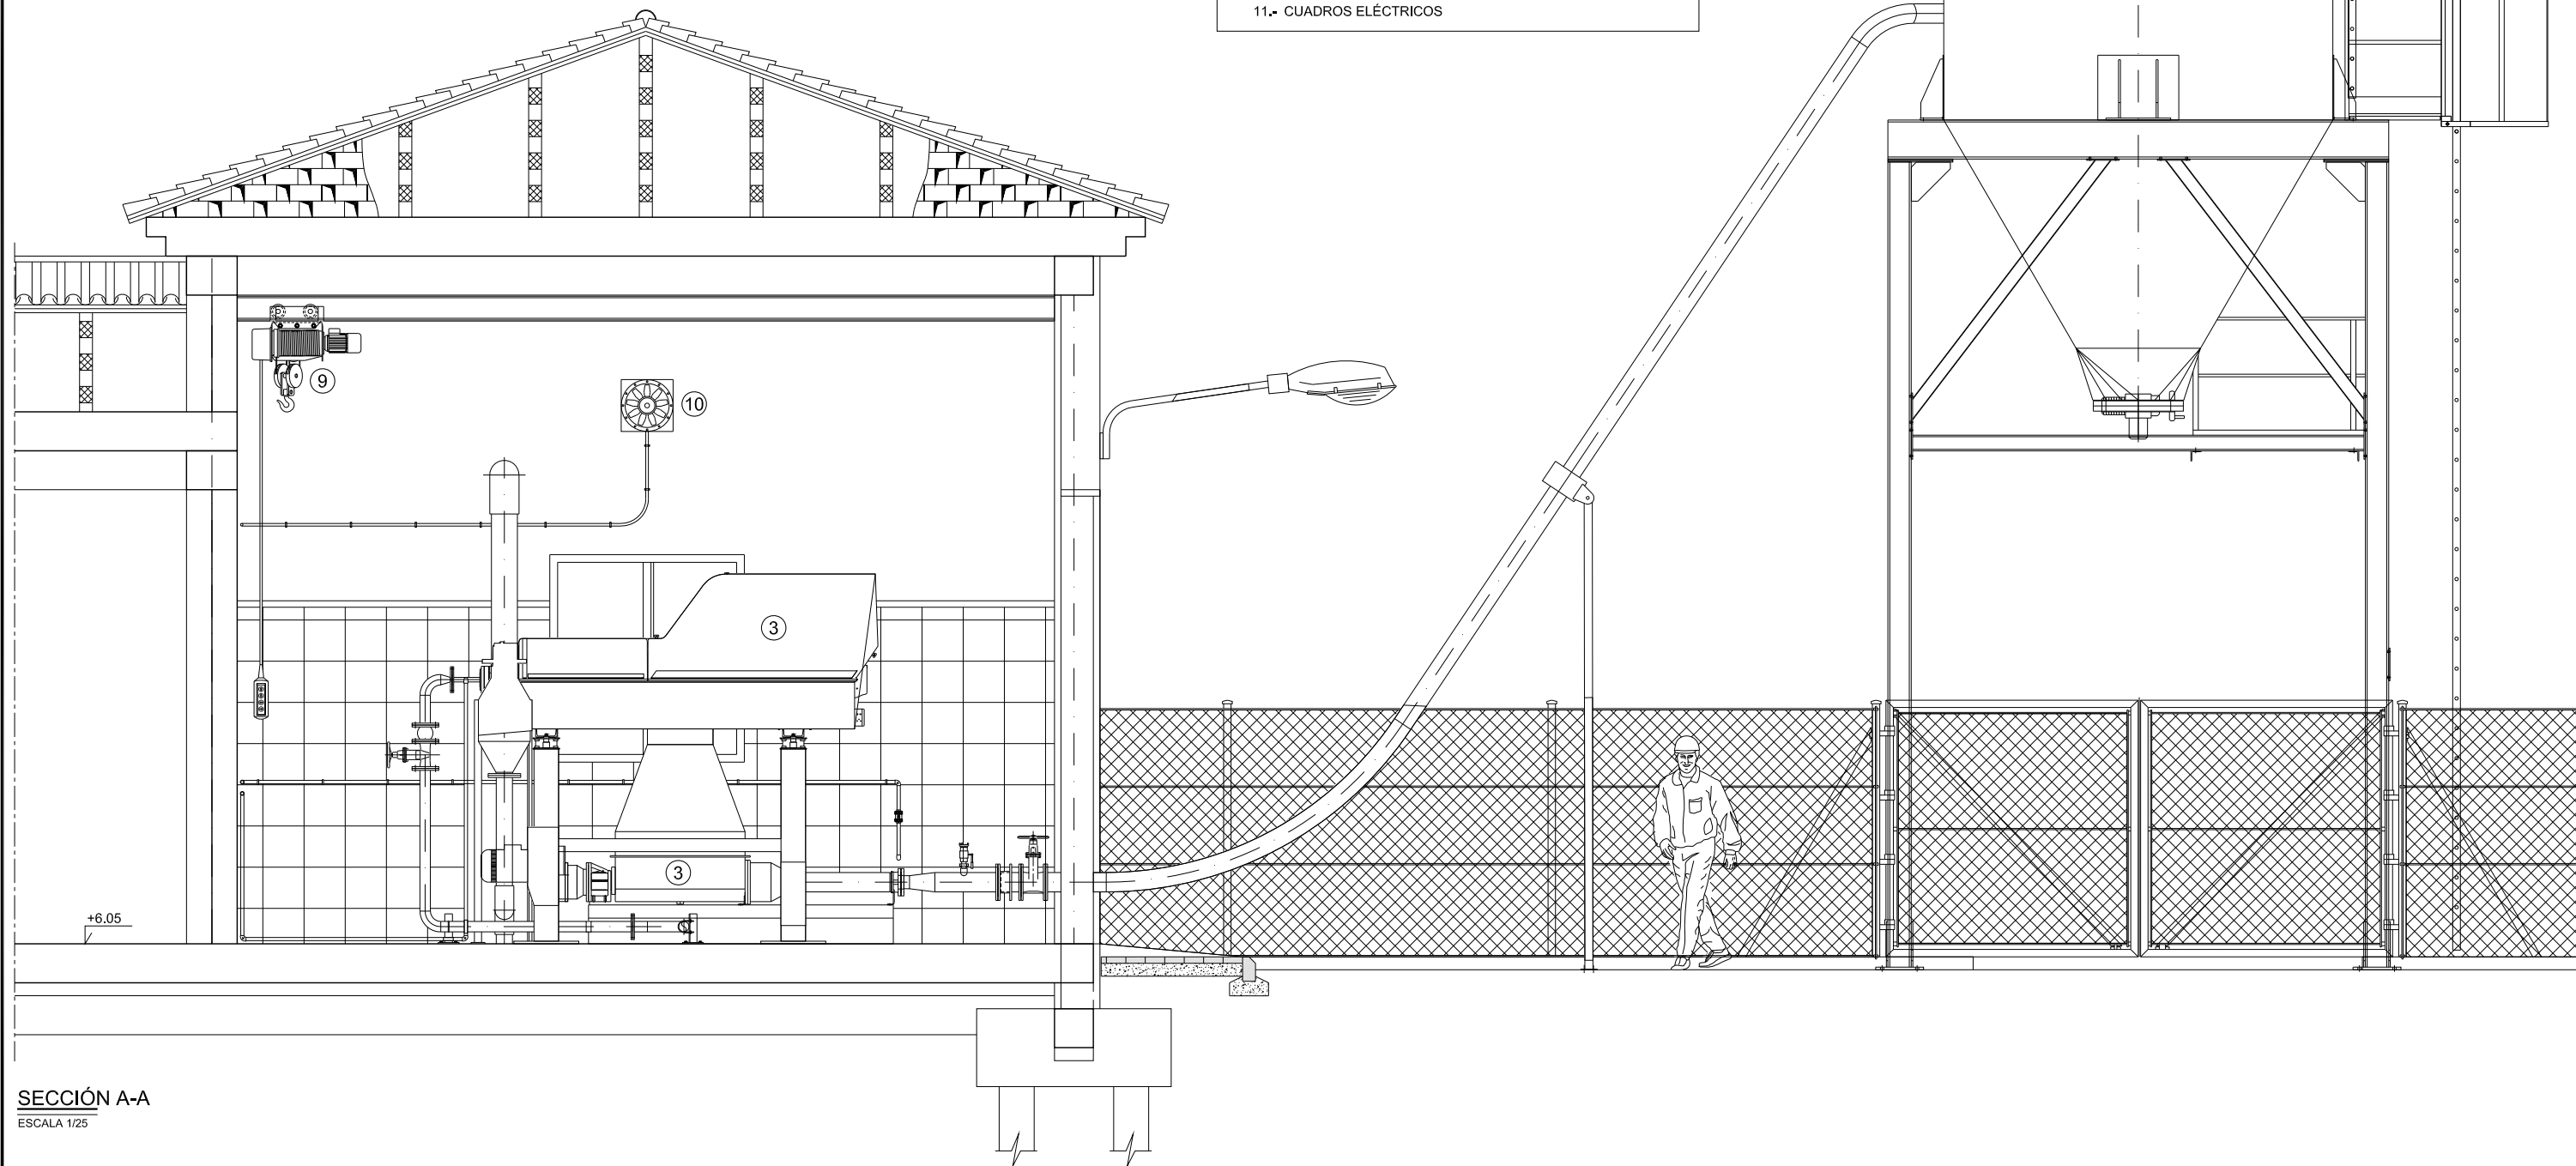 11.- CUADROS ELÉCTRICOS
9
10
3
3
+6.05
SECCIÓN A-A
ESCALA 1/25